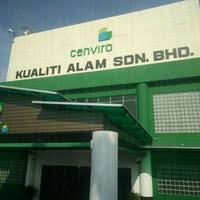 cenviro
KUALITI ALAM SDN. BHD.